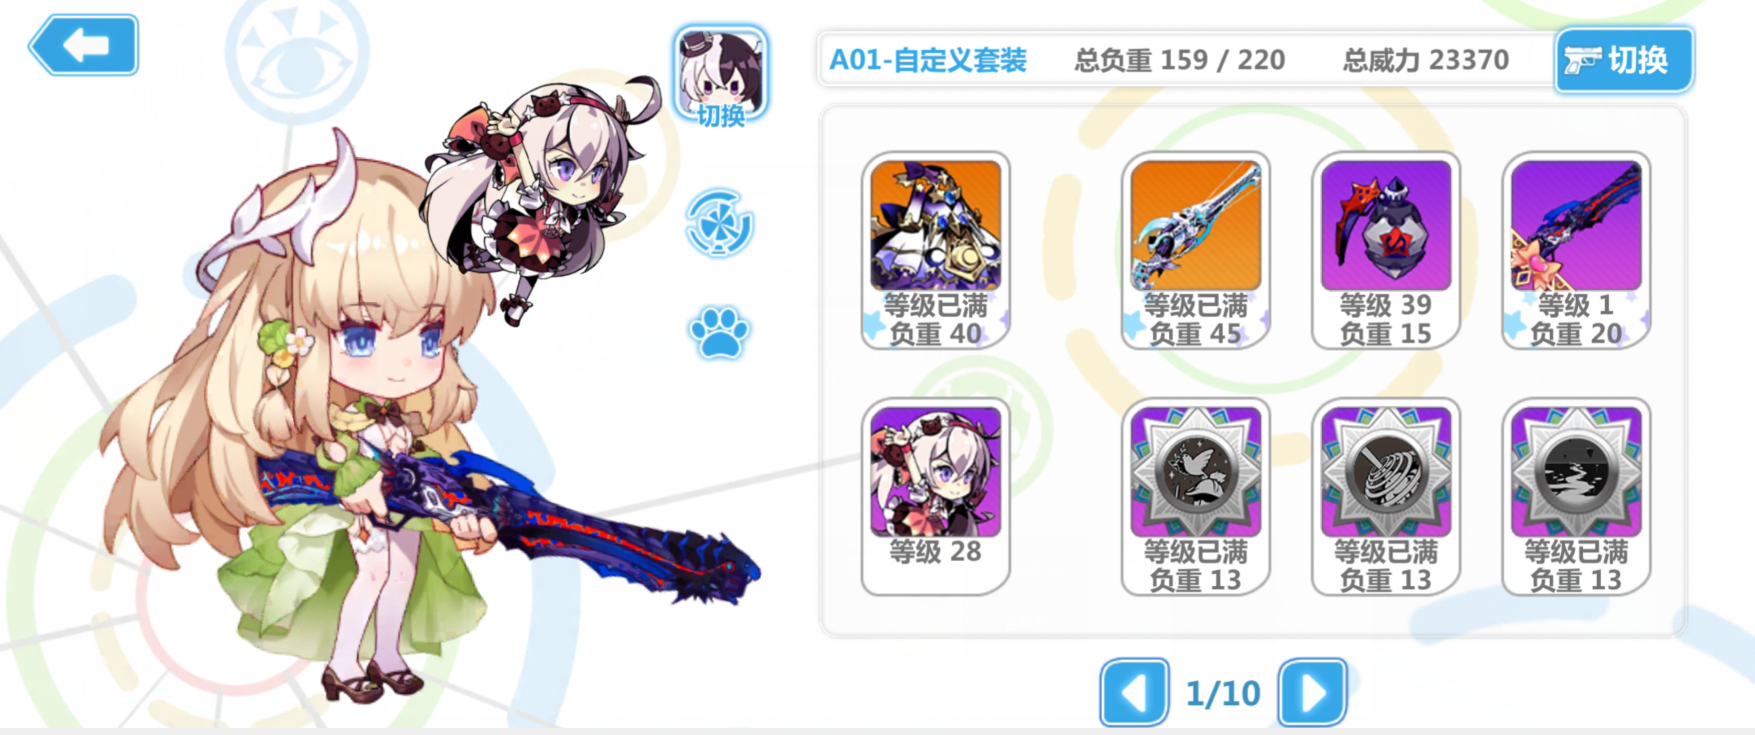 切换
A01-自定义套装 总负重 159 / 220 总威力 23370 切换
等级已满
负重 40
等级已满
负重 45
等级 39
负重 15
等级 1
负重 20
等级 28
等级已满
负重 13
等级已满
负重 13
等级已满
负重 13
1/10